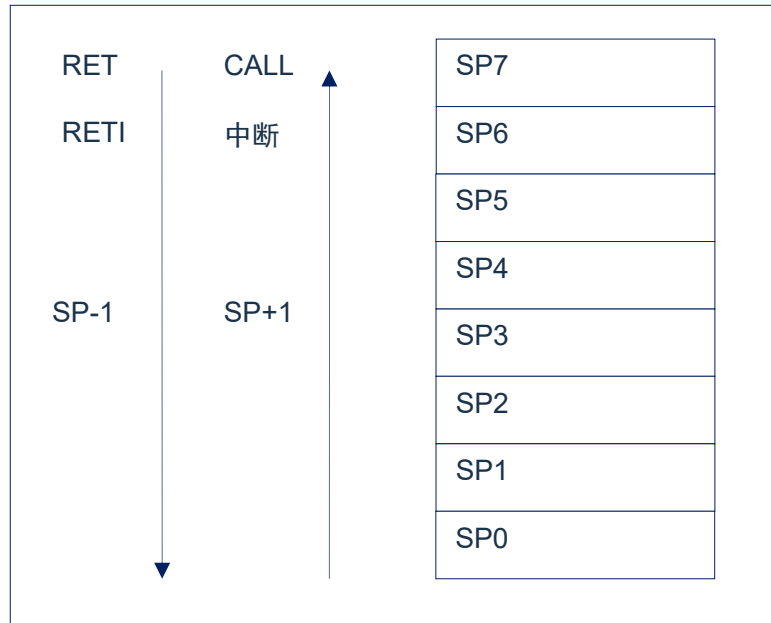 RET CALL SP7
RETI 中断 SP6
SP5
SP4
SP-1 SP+1 SP3
SP2
SP1
SP0